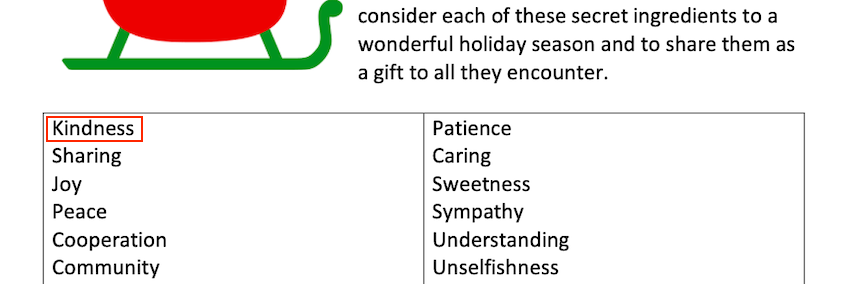 consider each of these secret ingredients to a
wonderful holiday season and to share them as
a gift to all they encounter.
Kindness
Sharing
Joy
Peace
Cooperation
Community
Patience
Caring
Sweetness
Sympathy
Understanding
Unselfishness